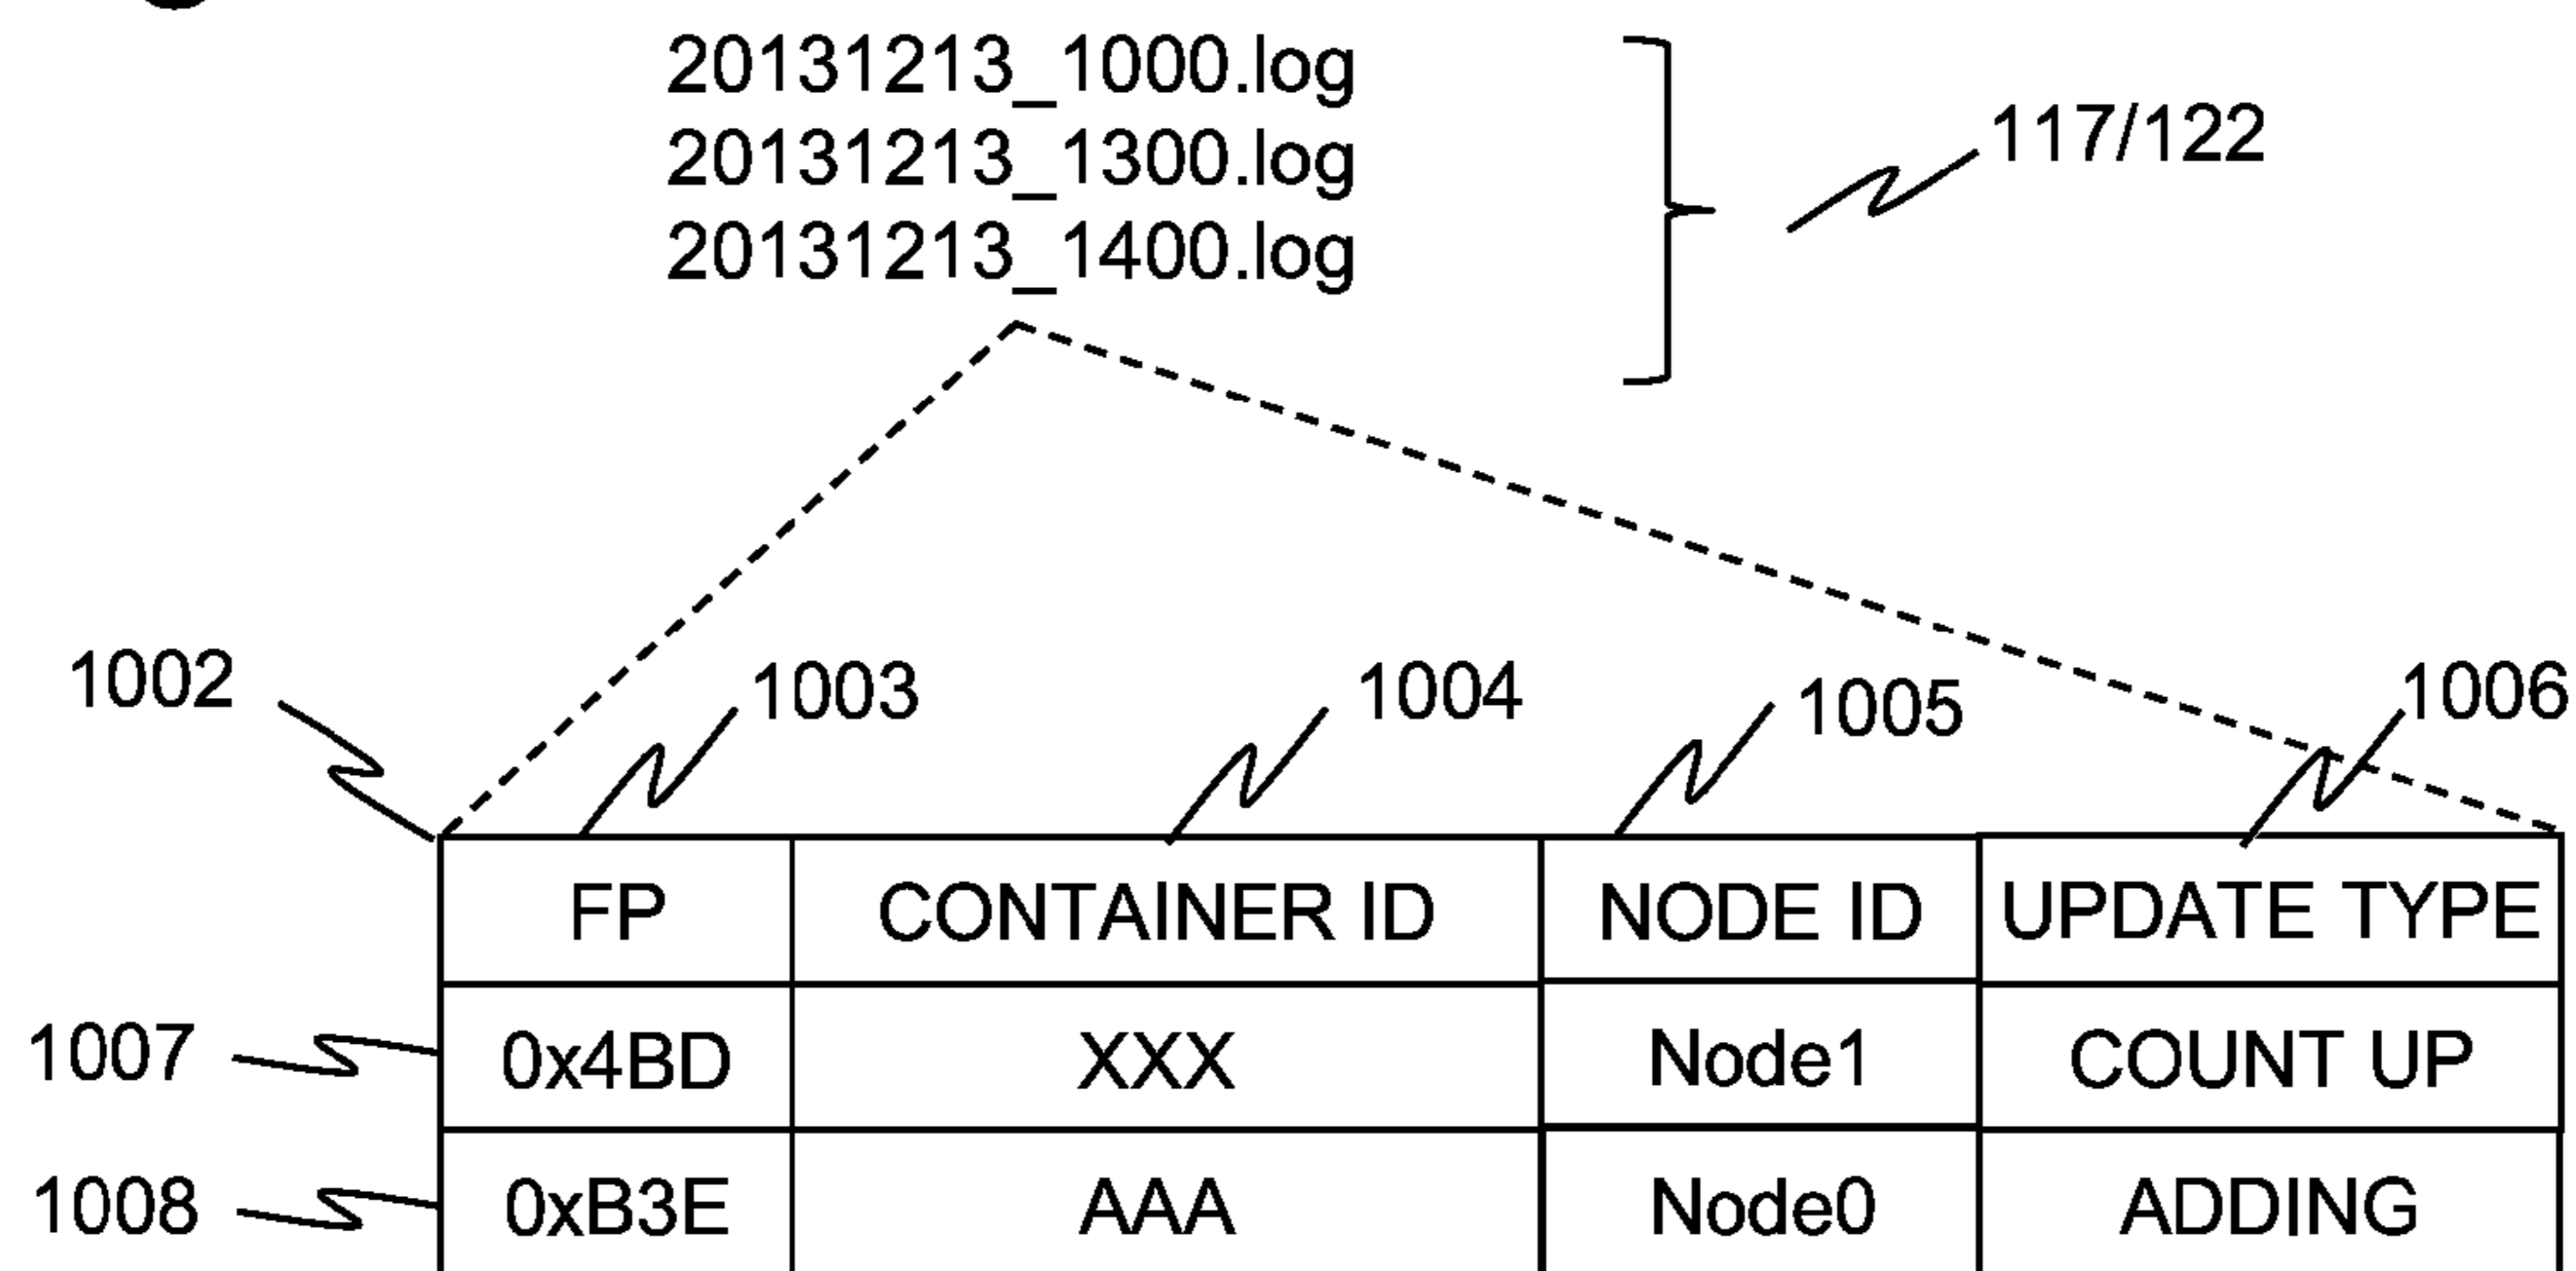 20131213_1000.log
20131213_1300.log
20131213_1400.log
117/122
1002
1003
1004
1005
1006
FP CONTAINER ID NODE ID UPDATE TYPE
1007 0x4BD XXX Node1 COUNT UP
1008 0xB3E AAA Node0 ADDING